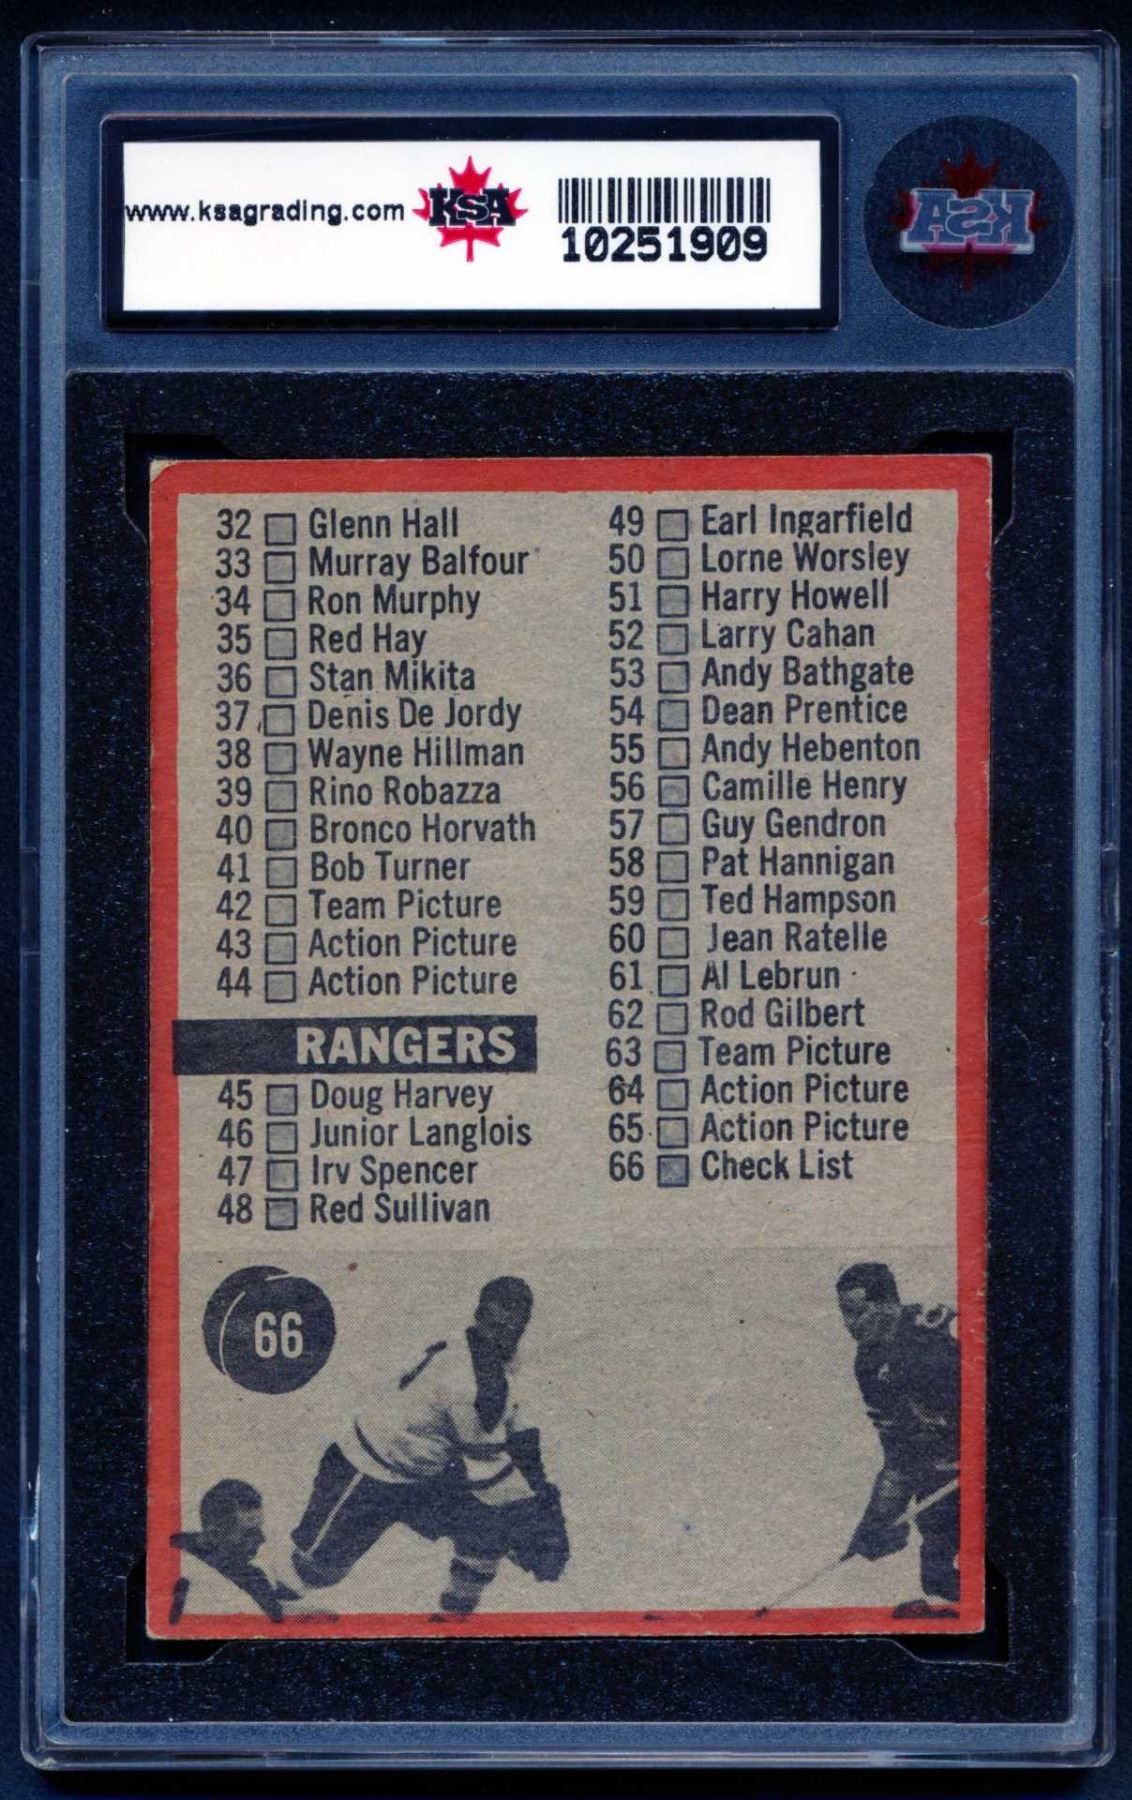 www.ksagrading.com
KSA
10251909
KSA
32 Glenn Hall
33 Murray Balfour
34 Ron Murphy
35 Red Hay
36 Stan Mikita
37 Denis De Jordy
38 Wayne Hillman
39 Rino Robazza
40 Bronco Horvath
41 Bob Turner
42 Team Picture
43 Action Picture
44 Action Picture
RANGERS
45 Doug Harvey
46 Junior Langlois
47 Irv Spencer
48 Red Sullivan
49 Earl Ingarfield
50 Lorne Worsley
51 Harry Howell
52 Larry Cahan
53 Andy Bathgate
54 Dean Prentice
55 Andy Hebenton
56 Camille Henry
57 Guy Gendron
58 Pat Hannigan
59 Ted Hampson
60 Jean Ratelle
61 Al Lebrun
62 Rod Gilbert
63 Team Picture
64 Action Picture
65 Action Picture
66 Check List
66